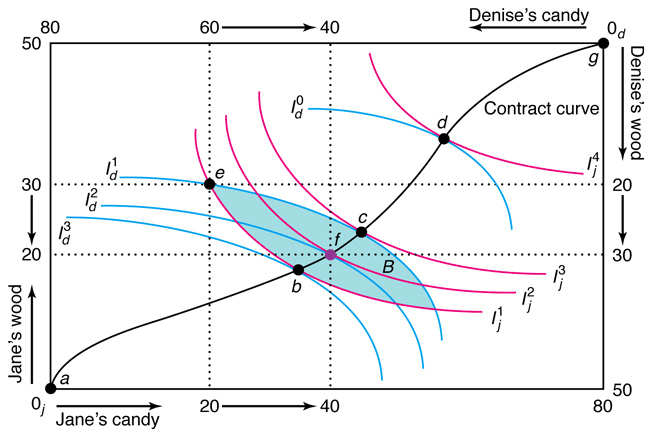 80 60 40 Denise's candy 0d
50 g
Denise's wood
Contract curve
I0d d
I4j
I1d e
30 20
I2d
I3d c
f
20 B 30
b I3j
I2j
I1j
Jane's wood
a
0j 20 40 80 50
Jane's candy